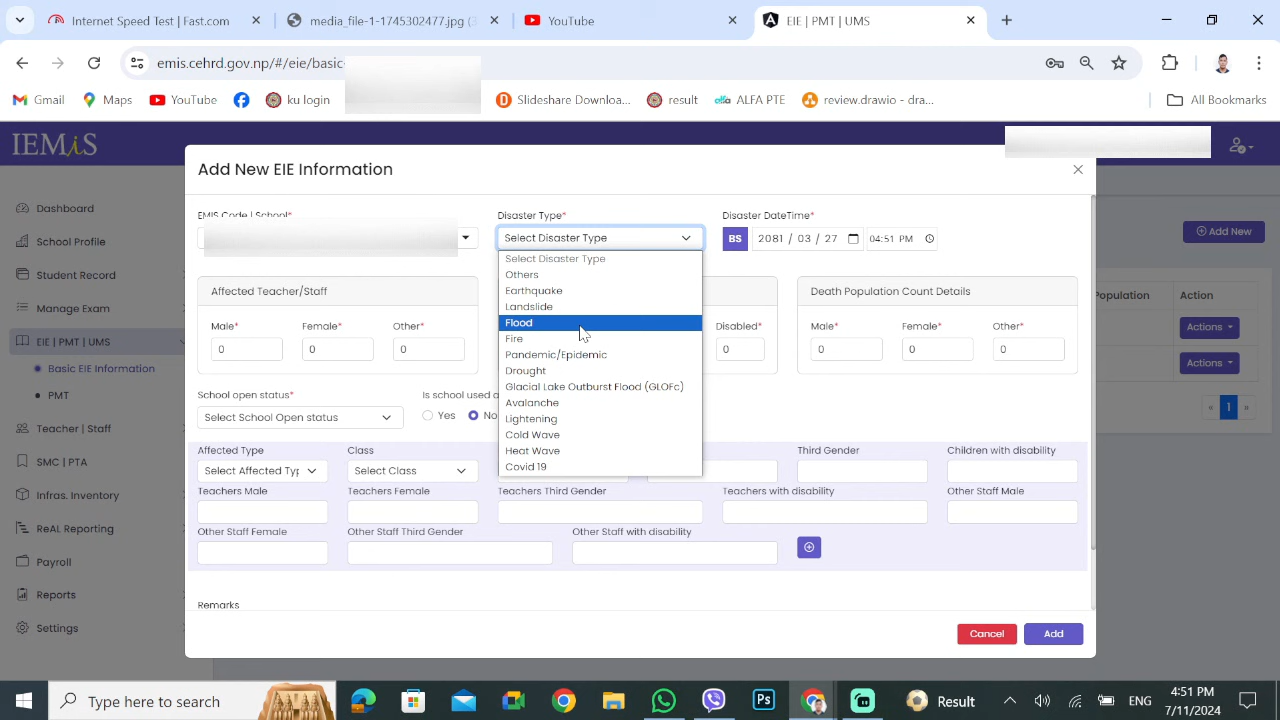 Internet Speed Test | Fast.com
media_file-1-1745302477.jpg (3
YouTube
EIE | PMT | UMS
emis.cehrd.gov.np/#/eie/basic
Gmail
Maps
YouTube
ku login
Slideshare Downloa...
result
ALFA PTE
review.drawio - dra...
All Bookmarks
IEMiS
Add New EIE Information
Dashboard
School Profile
Student Record
Manage Exam
EIE | PMT | UMS
Basic EIE Information
PMT
Teacher | Staff
SMC | PTA
Infras. Inventory
ReAL Reporting
Payroll
Reports
Settings
EMIS Code | School*
Disaster Type*
Disaster DateTime*
Select Disaster Type
BS
2081 / 03 / 27
04:51 PM
Add New
Select Disaster Type
Others
Earthquake
Landslide
Flood
Fire
Pandemic/Epidemic
Drought
Glacial Lake Outburst Flood (GLOFc)
Avalanche
Lightening
Cold Wave
Heat Wave
Covid 19
Affected Teacher/Staff
Male*
Female*
Other*
0
0
0
Disabled*
0
Death Population Count Details
Male*
Female*
Other*
0
0
0
Population
Action
Actions
Actions
«
1
»
School open status*
Select School Open status
Is school used a
Yes
No
Affected Type
Class
Third Gender
Children with disability
Select Affected Typ
Select Class
Teachers Male
Teachers Female
Teachers Third Gender
Teachers with disability
Other Staff Male
Other Staff Female
Other Staff Third Gender
Other Staff with disability
Remarks
Cancel
Add
Type here to search
Ps
Result
ENG
4:51 PM
7/11/2024